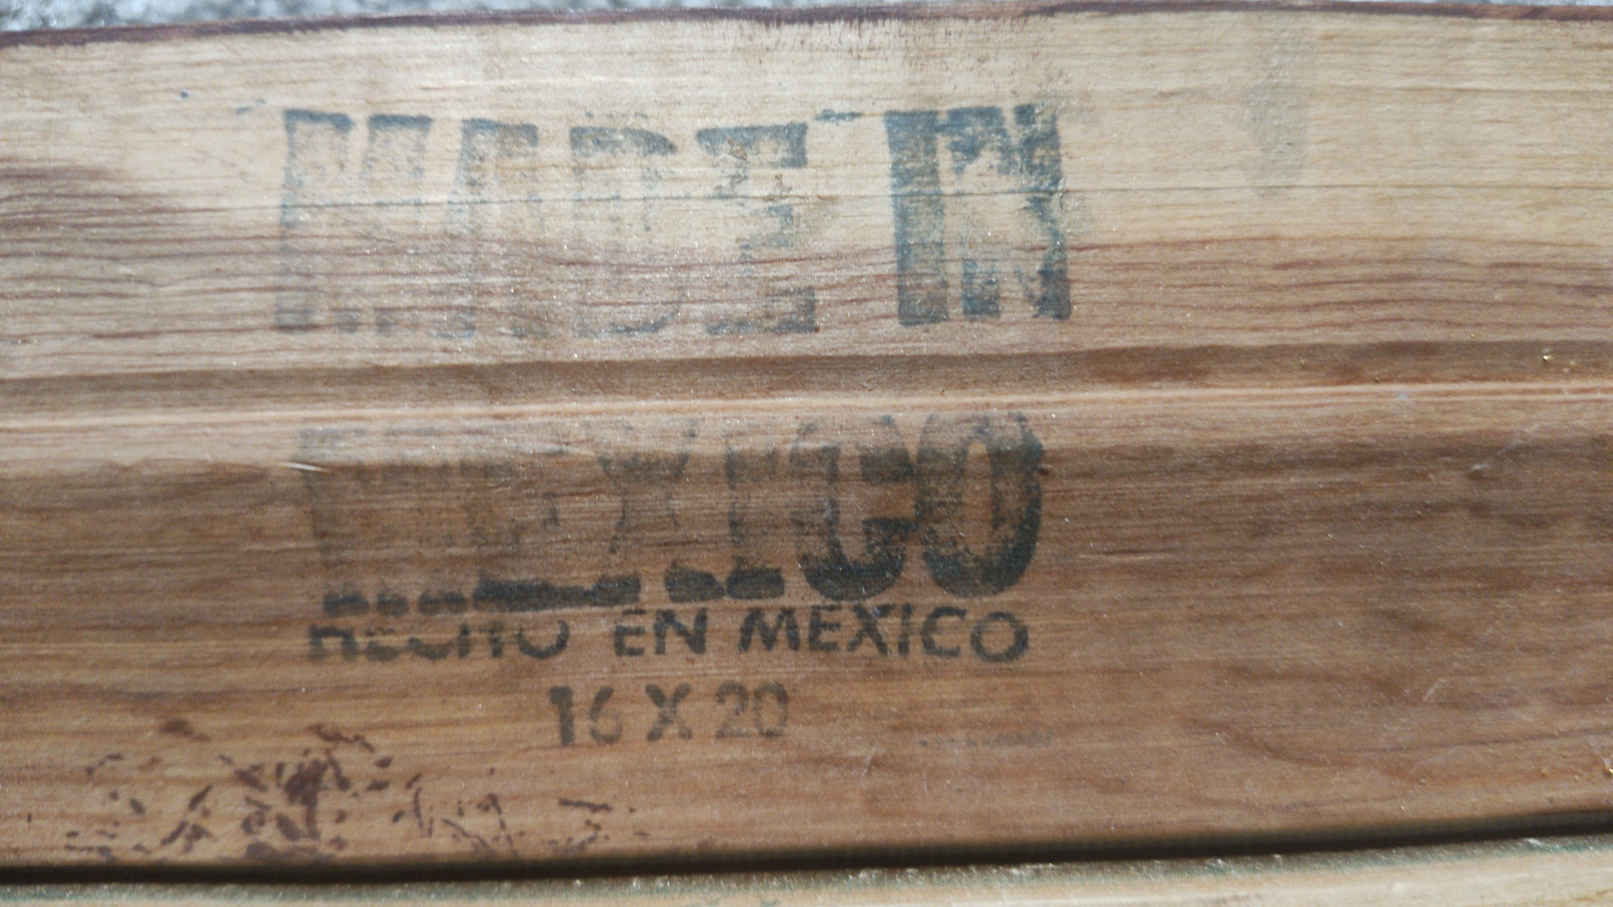 MADE IN
MEXICO
HECHO EN MEXICO
16 X 20